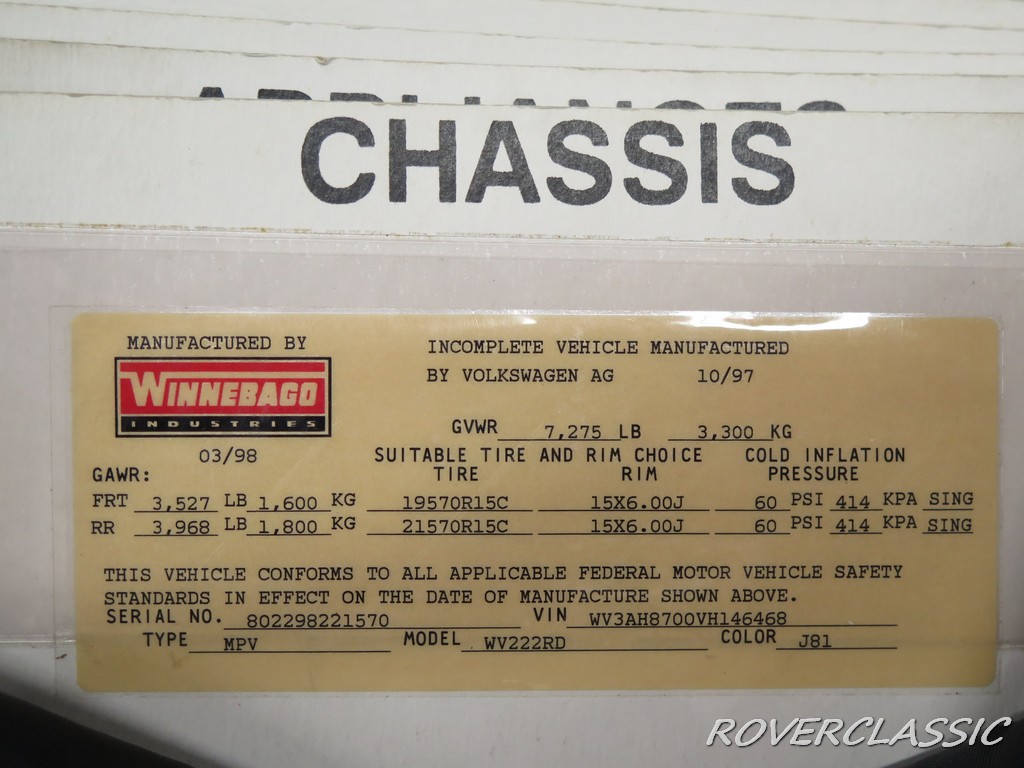 APPLIANCES
CHASSIS
MANUFACTURED BY
WINNEBAGO
INDUSTRIES
03/98
INCOMPLETE VEHICLE MANUFACTURED
BY VOLKSWAGEN AG 10/97
GVWR 7,275 LB 3,300 KG
SUITABLE TIRE AND RIM CHOICE COLD INFLATION
GAWR: TIRE RIM PRESSURE
FRT 3,527 LB 1,600 KG 19570R15C 15X6.00J 60 PSI 414 KPA SING
RR 3,968 LB 1,800 KG 21570R15C 15X6.00J 60 PSI 414 KPA SING
THIS VEHICLE CONFORMS TO ALL APPLICABLE FEDERAL MOTOR VEHICLE SAFETY
STANDARDS IN EFFECT ON THE DATE OF MANUFACTURE SHOWN ABOVE.
SERIAL NO. 802298221570 VIN WV3AH8700VH146468
TYPE MPV MODEL WV222RD COLOR J81
ROVERCLASSIC